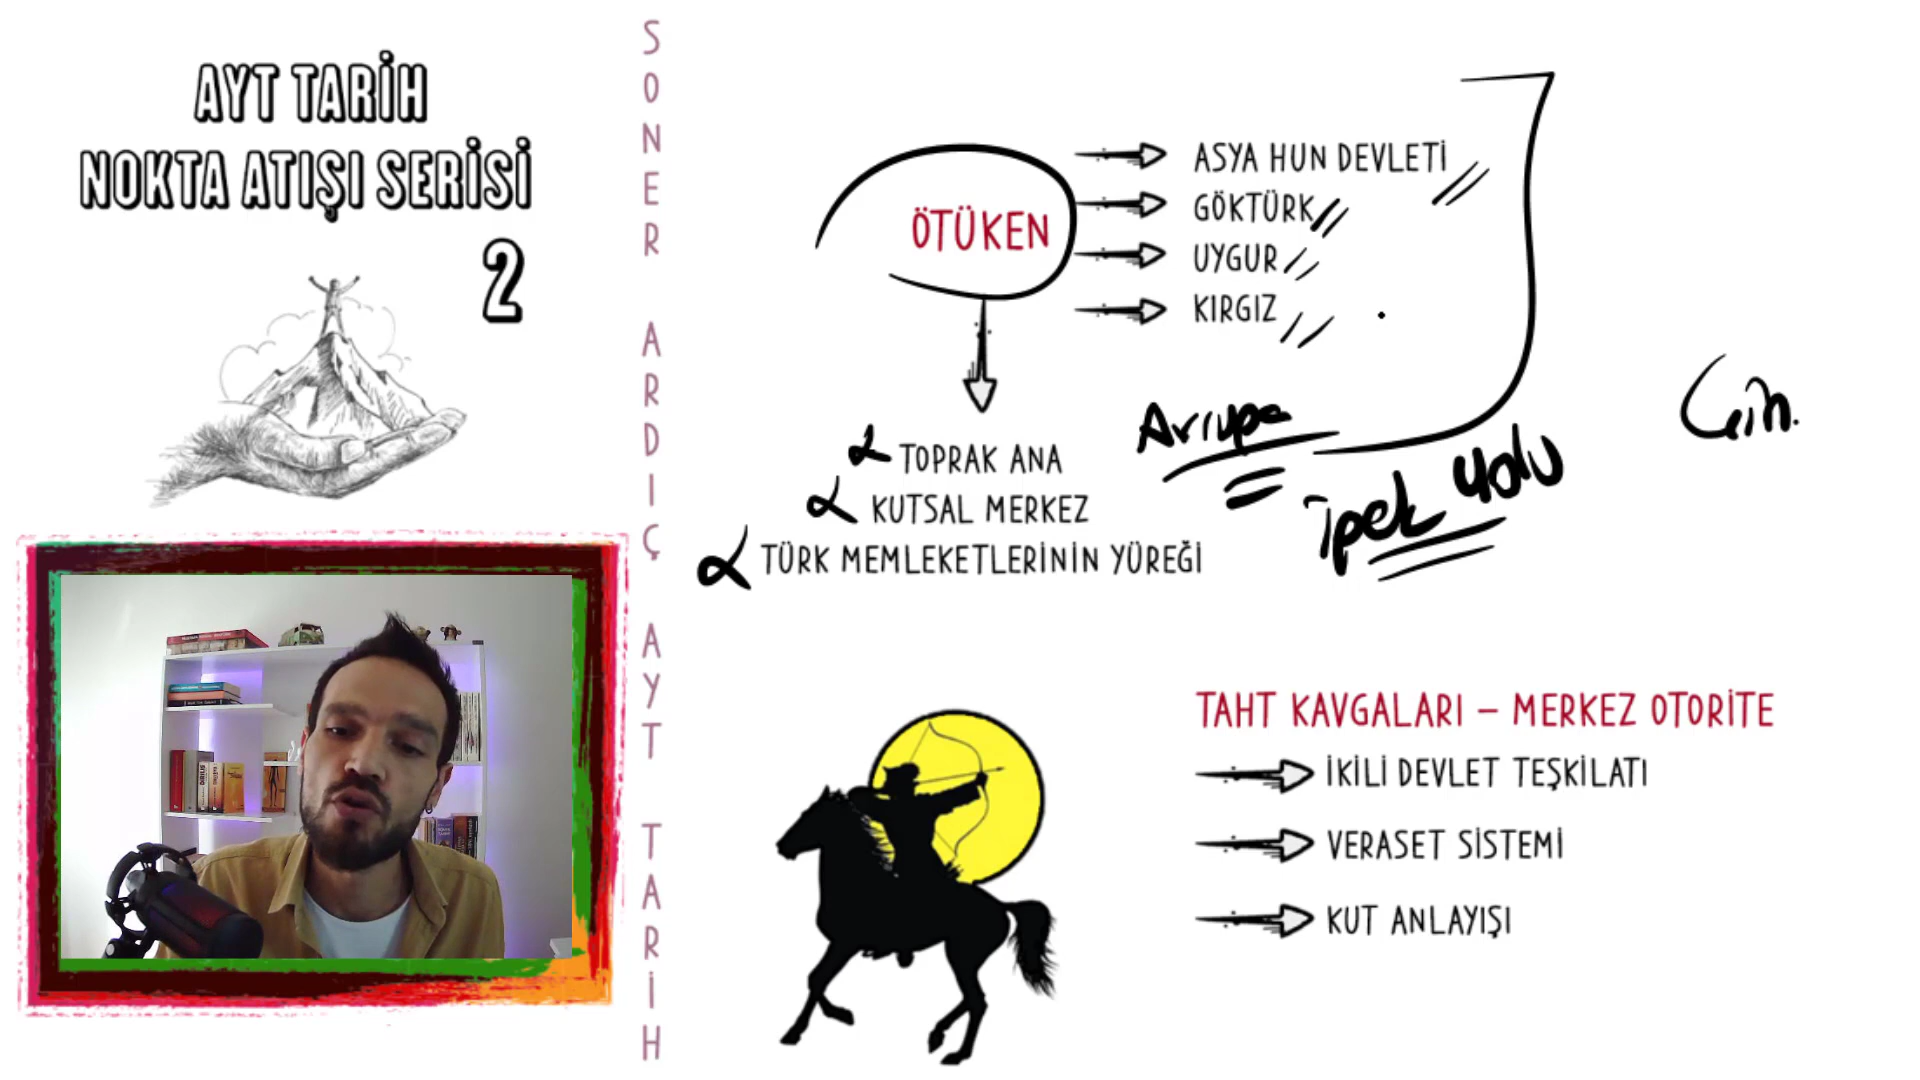 AYT TARİH
NOKTA ATIŞI SERİSİ
2
SONER ARDIÇ AYT TARİH
ÖTÜKEN
ASYA HUN DEVLETİ
GÖKTÜRK
UYGUR
KIRGIZ
TOPRAK ANA
KUTSAL MERKEZ
TÜRK MEMLEKETLERİNİN YÜREĞİ
Avrupa
İpek Yolu
Çin.
TAHT KAVGALARI – MERKEZ OTORİTE
İKİLİ DEVLET TEŞKİLATI
VERASET SİSTEMİ
KUT ANLAYIŞI